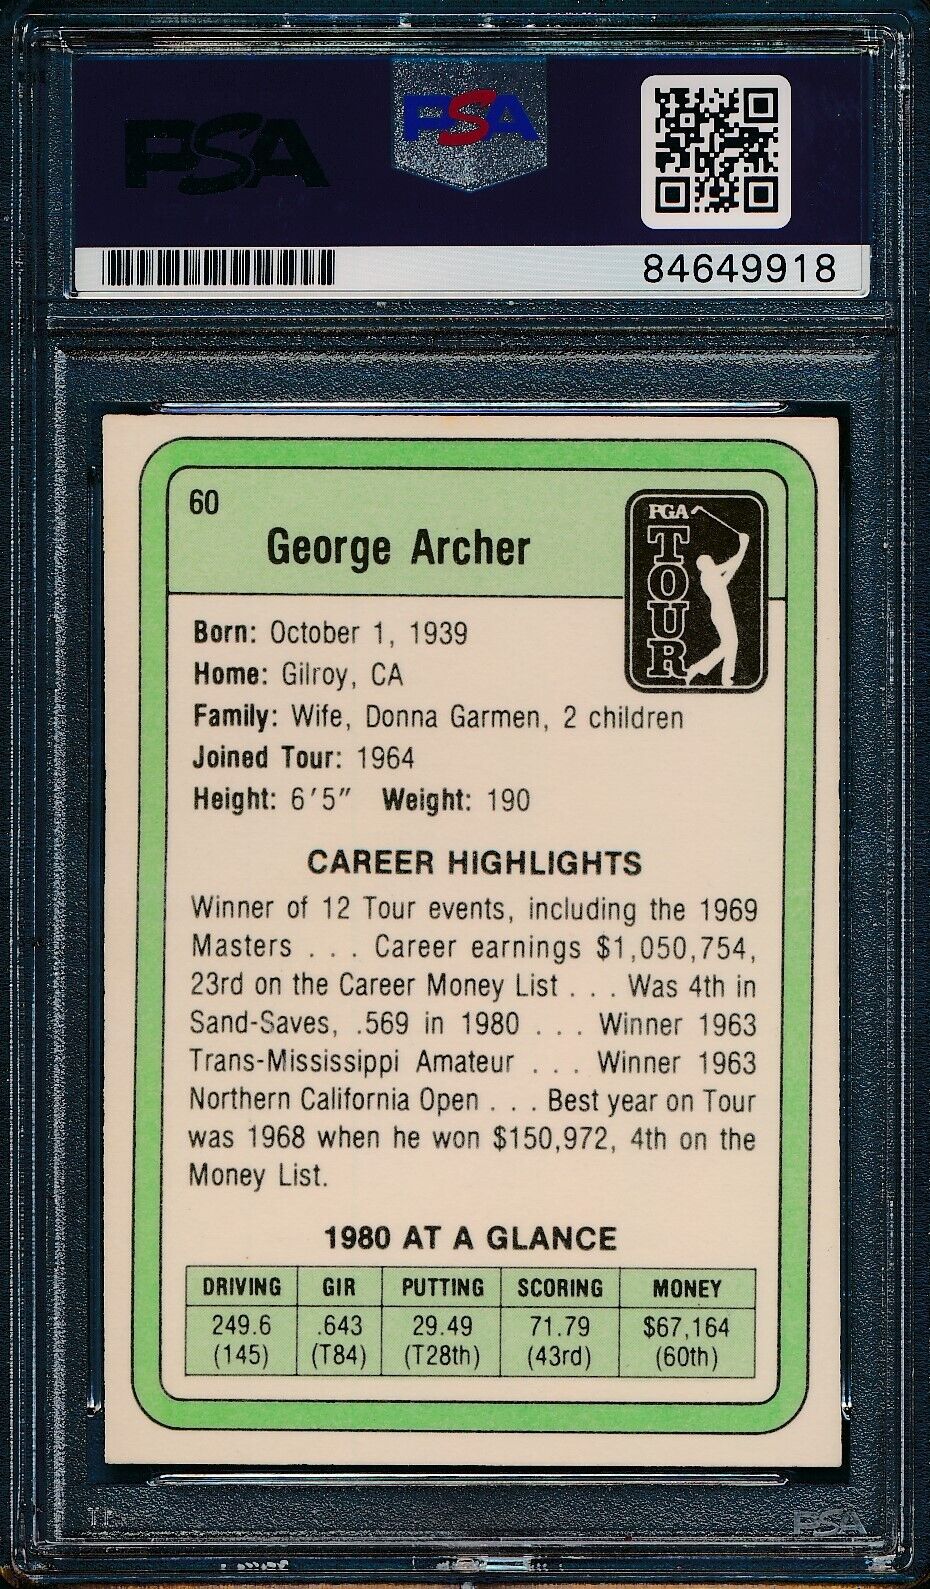 PSA
PSA
84649918
60
George Archer
PGA
TOUR
Born: October 1, 1939
Home: Gilroy, CA
Family: Wife, Donna Garmen, 2 children
Joined Tour: 1964
Height: 6'5" Weight: 190
CAREER HIGHLIGHTS
Winner of 12 Tour events, including the 1969
Masters . . . Career earnings $1,050,754,
23rd on the Career Money List . . . Was 4th in
Sand-Saves, .569 in 1980 . . . Winner 1963
Trans-Mississippi Amateur . . . Winner 1963
Northern California Open . . . Best year on Tour
was 1968 when he won $150,972, 4th on the
Money List.
1980 AT A GLANCE
DRIVING GIR PUTTING SCORING MONEY
249.6 .643 29.49 71.79 $67,164
(145) (T84) (T28th) (43rd) (60th)
PSA